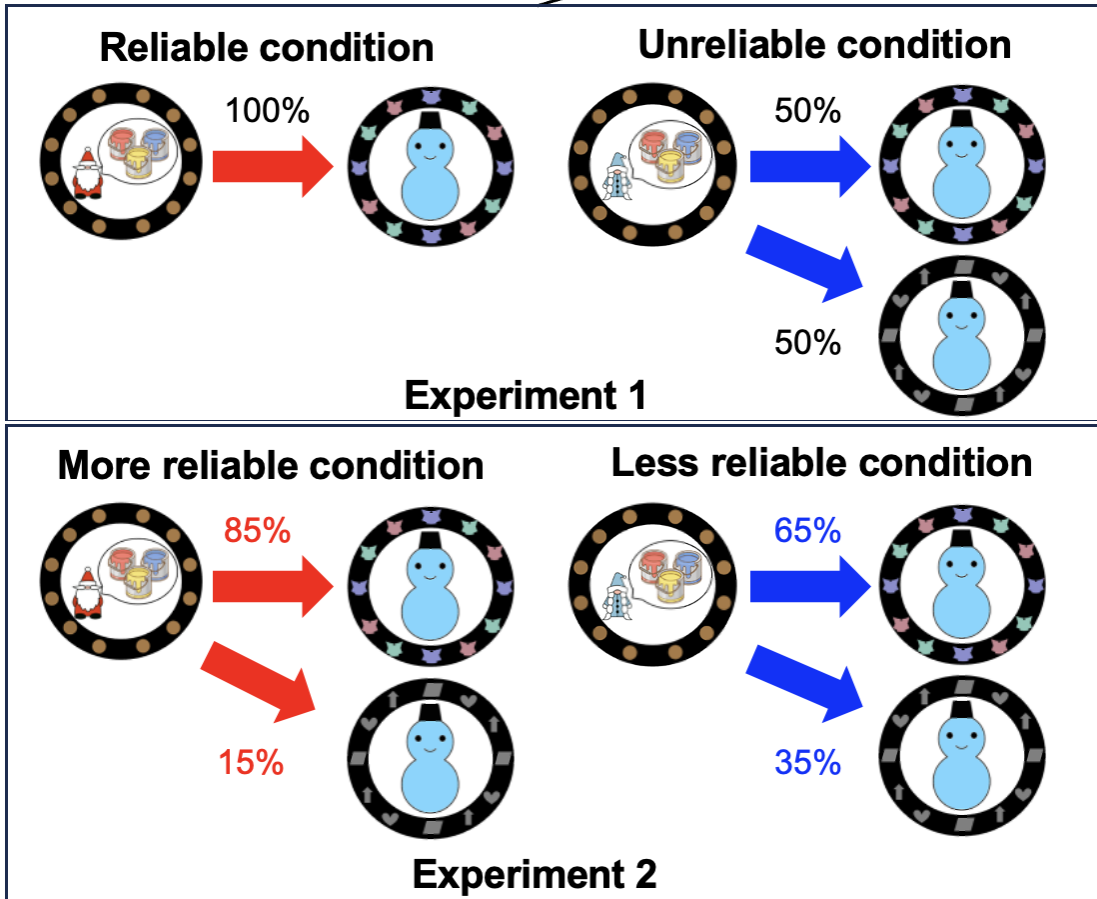 Reliable condition
Unreliable condition
100%
50%
50%
Experiment 1
More reliable condition
Less reliable condition
85%
65%
15%
35%
Experiment 2